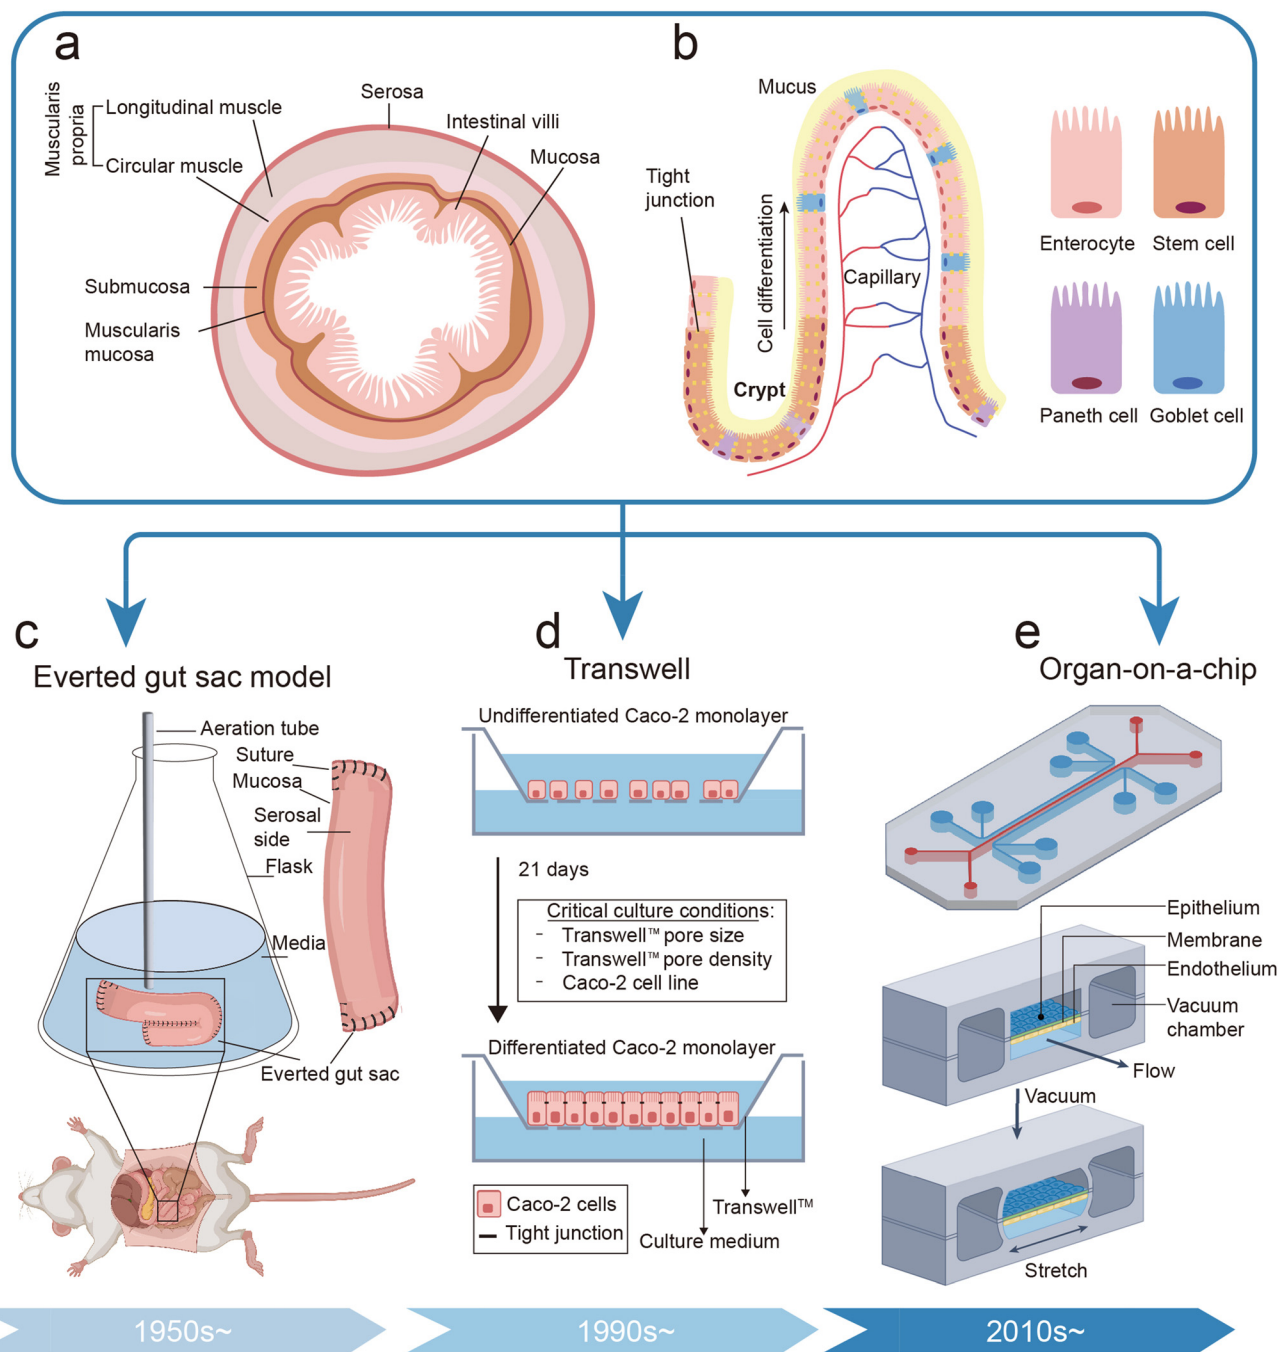 a
Muscularis
propria
Longitudinal muscle
Circular muscle
Serosa
Intestinal villi
Mucosa
Submucosa
Muscularis
mucosa
b
Mucus
Tight
junction
Cell differentiation
Capillary
Crypt
Enterocyte
Stem cell
Paneth cell
Goblet cell
c
Everted gut sac model
Aeration tube
Suture
Mucosa
Serosal
side
Flask
Media
Everted gut sac
d
Transwell
Undifferentiated Caco-2 monolayer
21 days
Critical culture conditions:
- Transwell™ pore size
- Transwell™ pore density
- Caco-2 cell line
Differentiated Caco-2 monolayer
Caco-2 cells
Tight junction
Transwell™
Culture medium
e
Organ-on-a-chip
Epithelium
Membrane
Endothelium
Vacuum
chamber
Flow
Vacuum
Stretch
1950s~
1990s~
2010s~